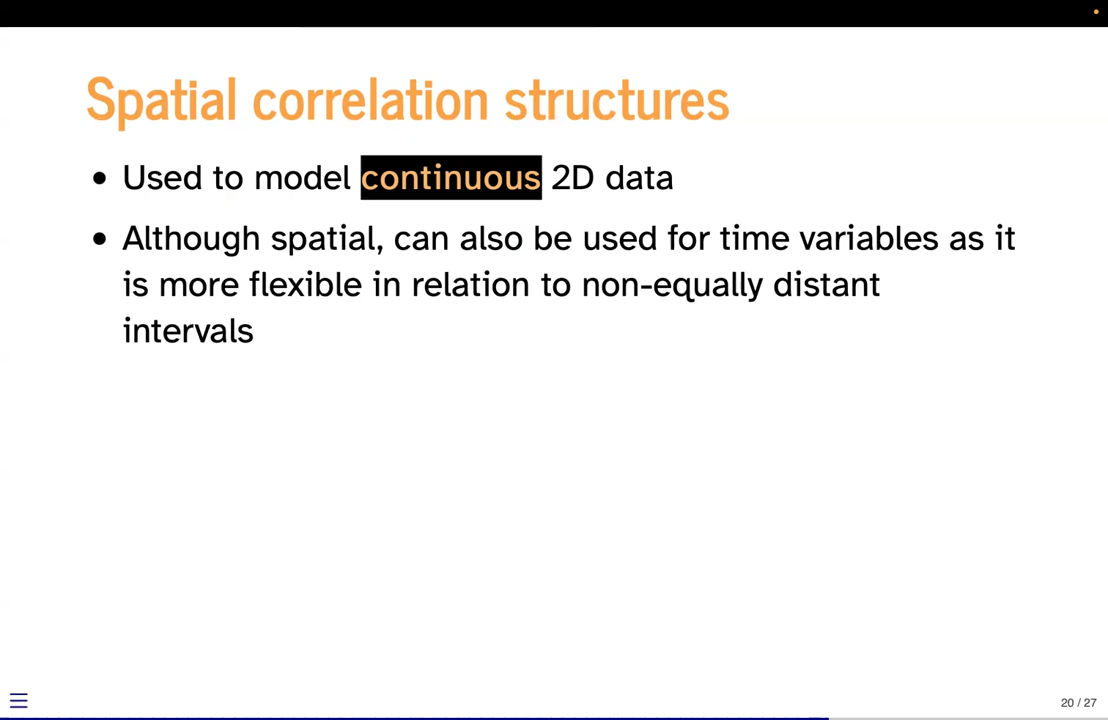 Spatial correlation structures
• Used to model continuous 2D data
• Although spatial, can also be used for time variables as it
is more flexible in relation to non-equally distant
intervals
20 / 27